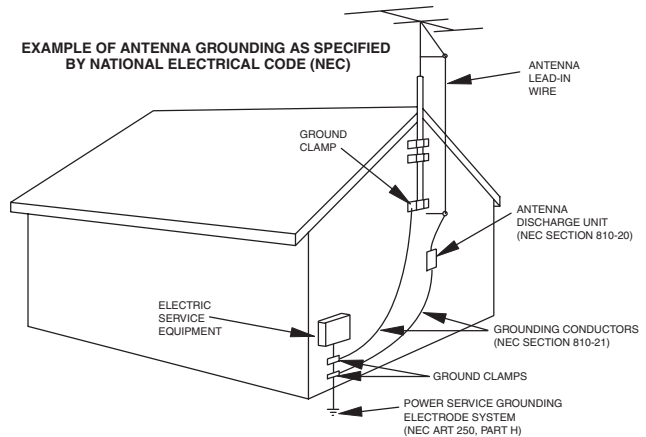 EXAMPLE OF ANTENNA GROUNDING AS SPECIFIED
BY NATIONAL ELECTRICAL CODE (NEC)
ANTENNA
LEAD-IN
WIRE
GROUND
CLAMP
ANTENNA
DISCHARGE UNIT
(NEC SECTION 810-20)
ELECTRIC
SERVICE
EQUIPMENT
GROUNDING CONDUCTORS
(NEC SECTION 810-21)
GROUND CLAMPS
POWER SERVICE GROUNDING
ELECTRODE SYSTEM
(NEC ART 250, PART H)